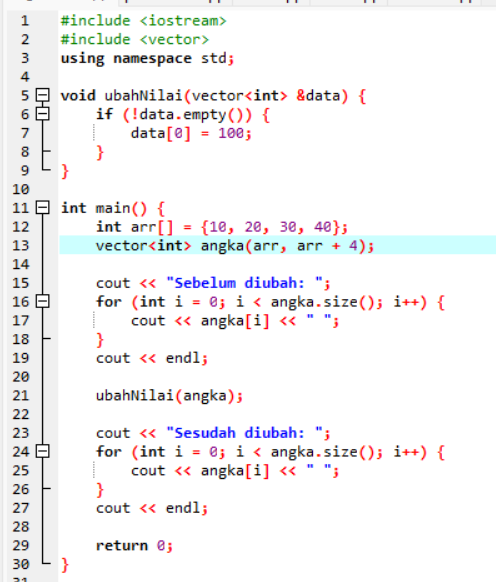 1 #include <iostream>
2 #include <vector>
3 using namespace std;
4
5 void ubahNilai(vector<int> &data) {
6     if (!data.empty()) {
7         data[0] = 100;
8     }
9 }
10
11 int main() {
12     int arr[] = {10, 20, 30, 40};
13     vector<int> angka(arr, arr + 4);
14
15     cout << "Sebelum diubah: ";
16     for (int i = 0; i < angka.size(); i++) {
17         cout << angka[i] << " ";
18     }
19     cout << endl;
20
21     ubahNilai(angka);
22
23     cout << "Sesudah diubah: ";
24     for (int i = 0; i < angka.size(); i++) {
25         cout << angka[i] << " ";
26     }
27     cout << endl;
28
29     return 0;
30 }